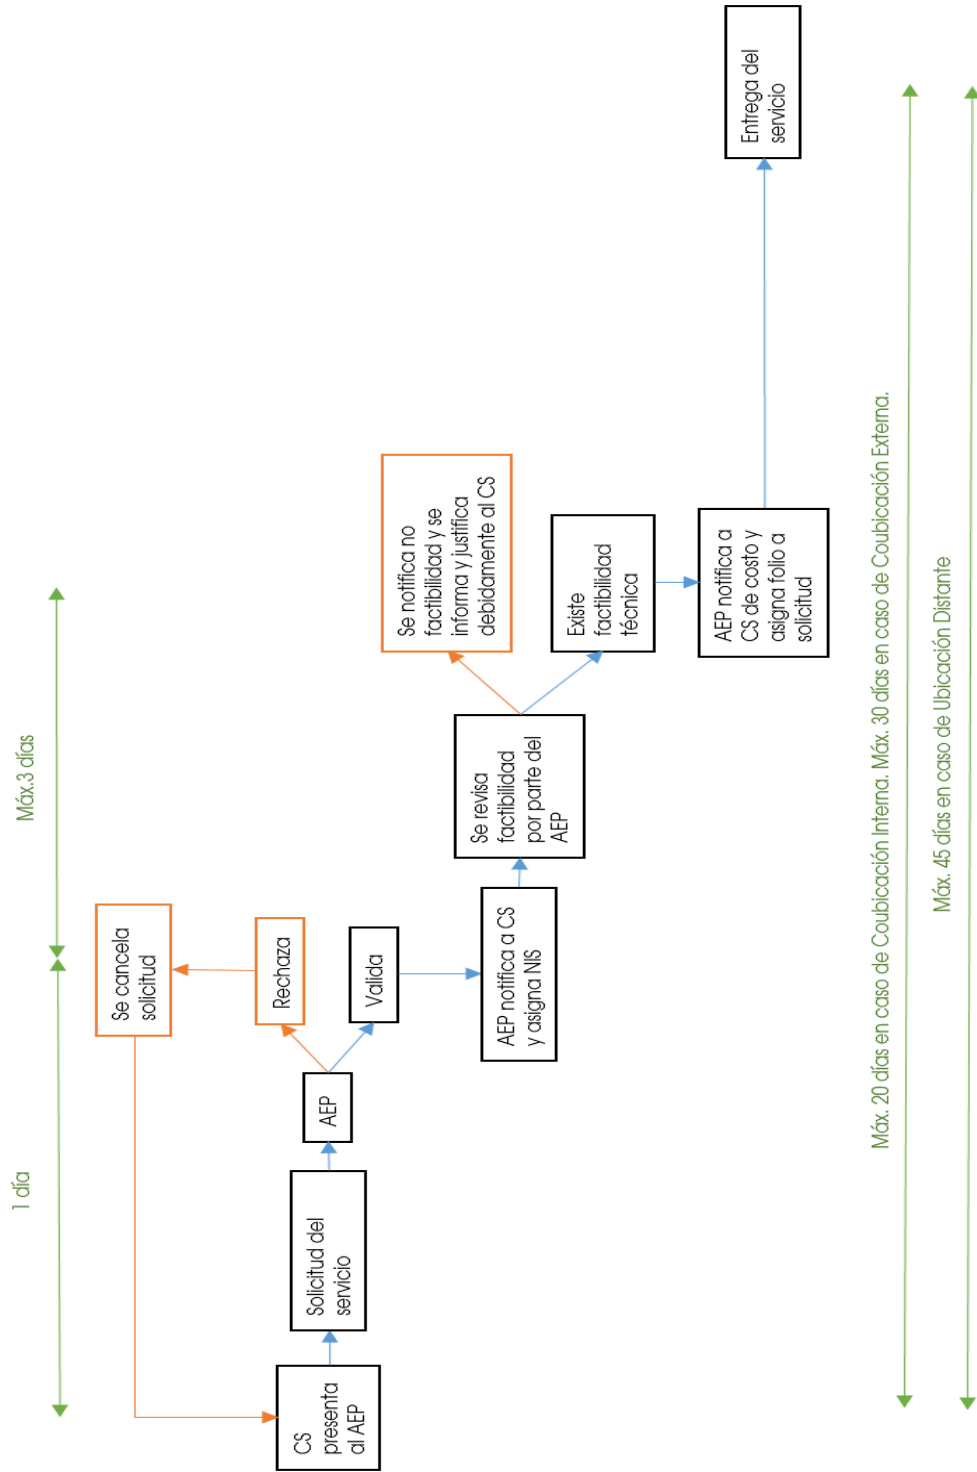 1 día
Máx.3 días
Se cancela
solicitud
Rechaza
CS
presenta
al AEP
Solicitud del
servicio
AEP
Valida
AEP notifica a CS
y asigna NIS
Se revisa
factibilidad
por parte del
AEP
Se notifica no
factibilidad y se
informa y justifica
debidamente al CS
Existe
factibilidad
técnica
AEP notifica a
CS de costo y
asigna folio a
solicitud
Entrega del
servicio
Máx. 20 días en caso de Coubicación Interna. Máx. 30 días en caso de Coubicación Externa.
Máx. 45 días en caso de Ubicación Distante